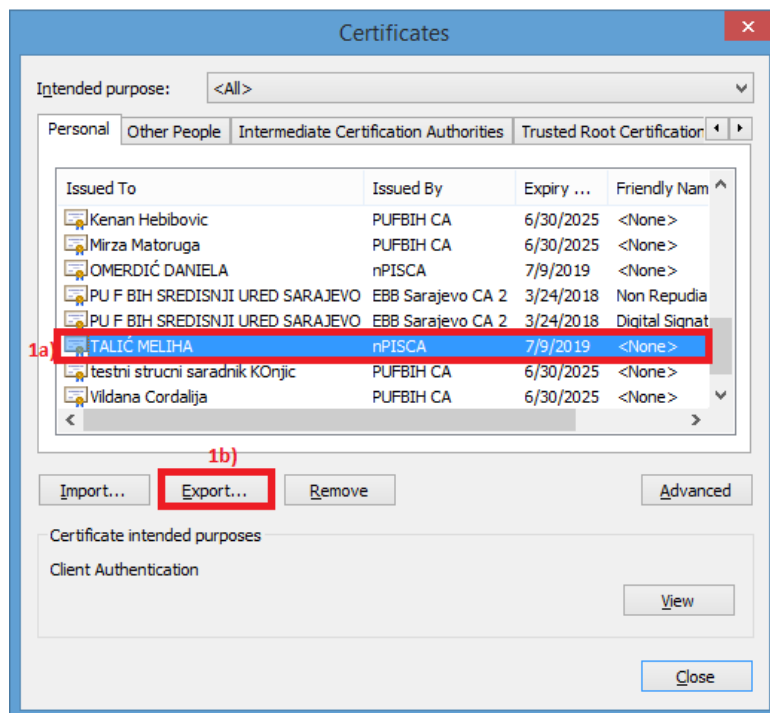 Certificates
Intended purpose: <All>
Personal Other People Intermediate Certification Authorities Trusted Root Certification
Issued To Issued By Expiry ... Friendly Nam
Kenan Hebibovic PUFBIH CA 6/30/2025 <None>
Mirza Matoruga PUFBIH CA 6/30/2025 <None>
OMERDIĆ DANIELA nPISCA 7/9/2019 <None>
PU F BIH SREDISNJI URED SARAJEVO EBB Sarajevo CA 2 3/24/2018 Non Repudia
PU F BIH SREDISNJI URED SARAJEVO EBB Sarajevo CA 2 3/24/2018 Digital Signat
1a) TALIĆ MELIHA nPISCA 7/9/2019 <None>
testni strucni saradnik KOnjic PUFBIH CA 6/30/2025 <None>
Vildana Cordalija PUFBIH CA 6/30/2025 <None>
1b)
Import... Export... Remove Advanced
Certificate intended purposes
Client Authentication
View
Close